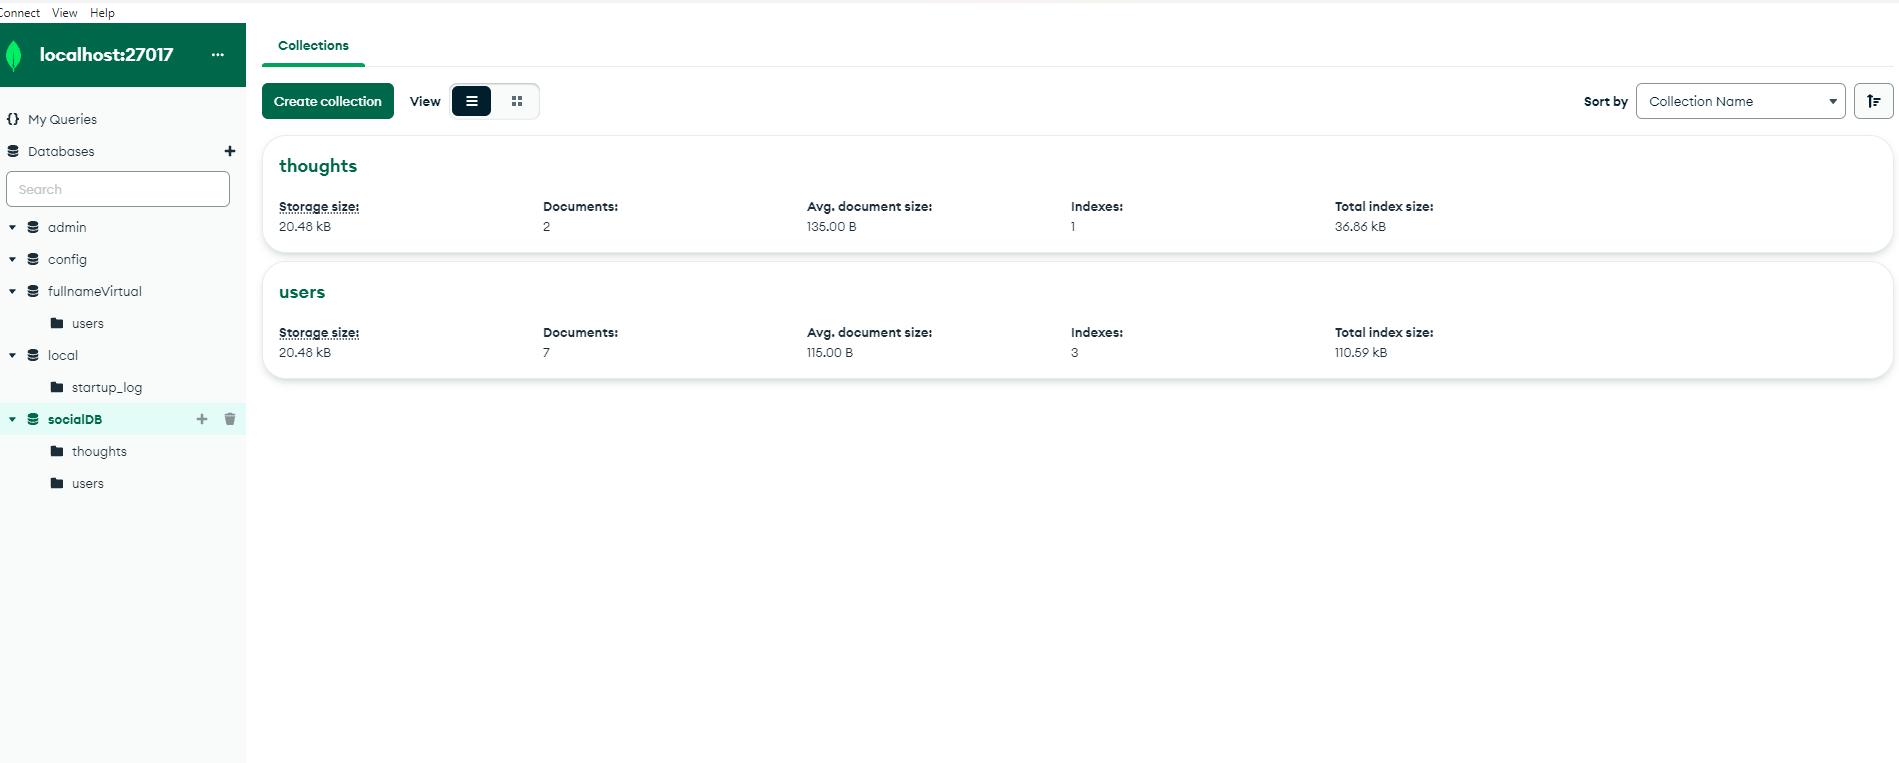 Connect View Help
localhost:27017 ...
{} My Queries
Databases +
Search
admin
config
fullnameVirtual
users
local
startup_log
socialDB +
thoughts
users
Collections
Create collection View
Sort by Collection Name
thoughts
Storage size: Documents: Avg. document size: Indexes: Total index size:
20.48 kB 2 135.00 B 1 36.86 kB
users
Storage size: Documents: Avg. document size: Indexes: Total index size:
20.48 kB 7 115.00 B 3 110.59 kB